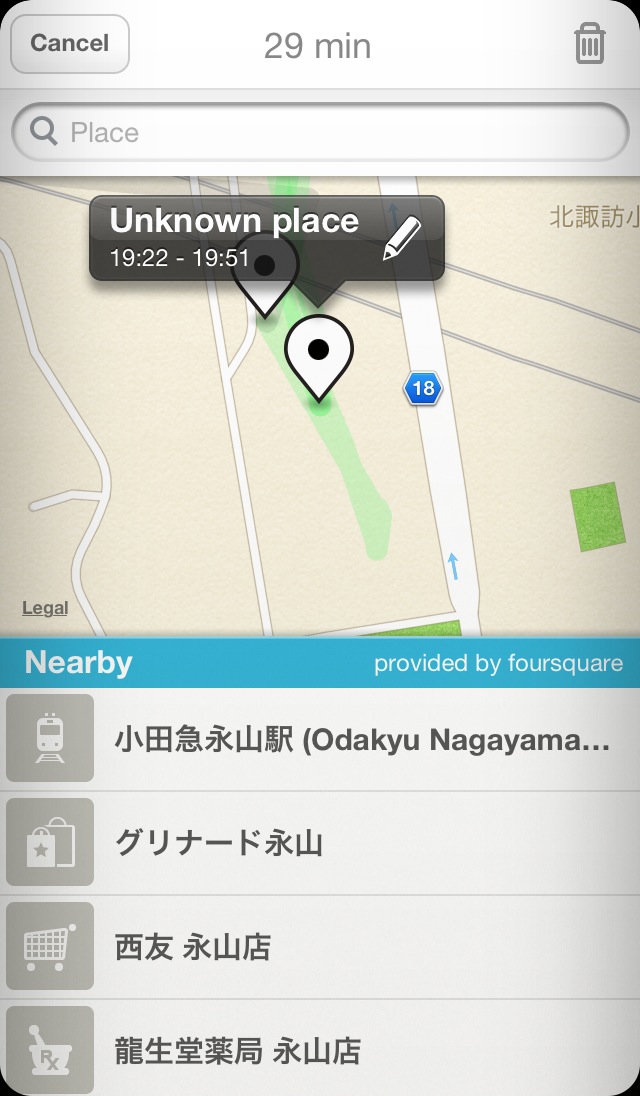 Cancel
29 min
Place
北諏訪小
Unknown place
19:22 - 19:51
18
Legal
Nearby
provided by foursquare
小田急永山駅 (Odakyu Nagayama...
グリナード永山
西友 永山店
Rx
龍生堂薬局 永山店